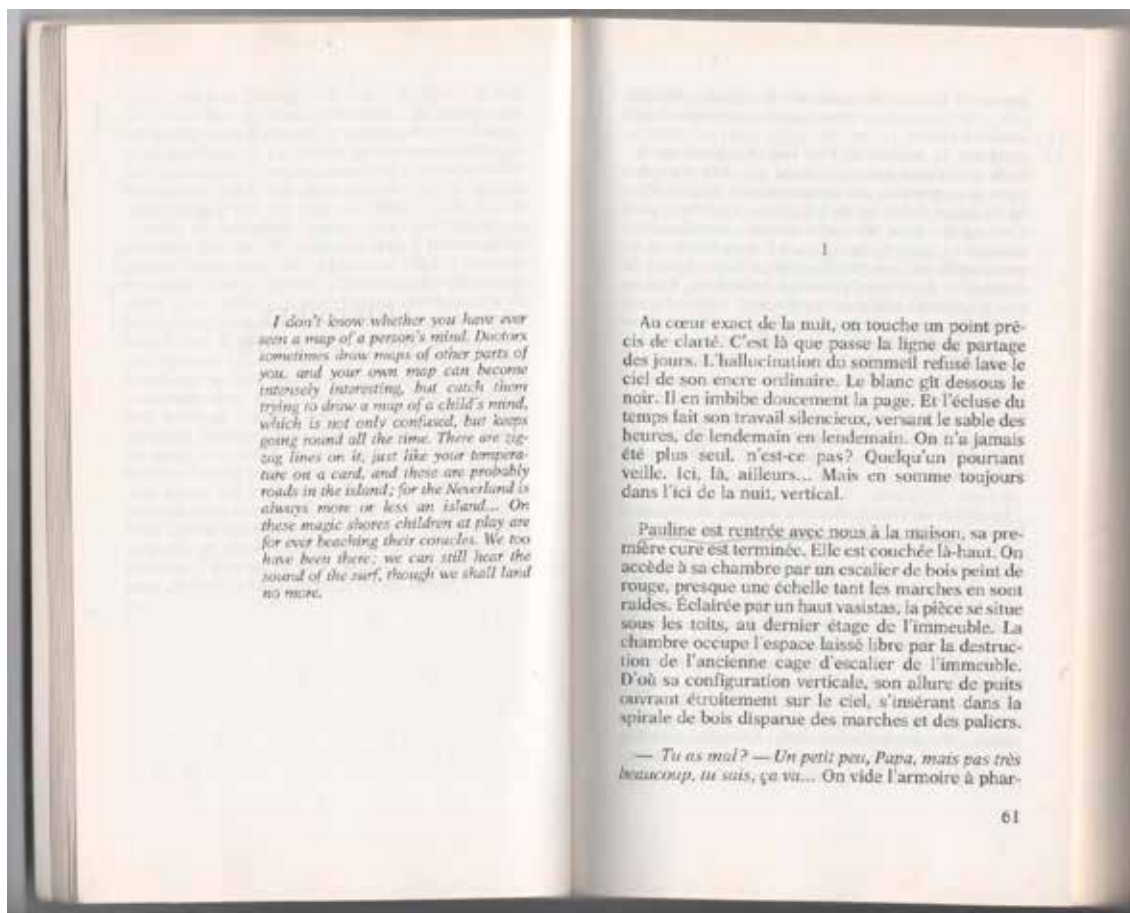 I don't know whether you have ever
seen a map of a person's mind. Doctors
sometimes draw maps of other parts of
you, and your own map can become
intensely interesting, but catch them
trying to draw a map of a child's mind,
which is not only confused, but keeps
going round all the time. There are zig-
zag lines on it, just like your tempera-
ture on a card, and these are probably
roads in the island; for the Neverland is
always more or less an island... On
these magic shores children at play are
for ever beaching their coracles. We too
have been there; we can still hear the
sound of the surf, though we shall land
no more.
1
Au cœur exact de la nuit, on touche un point pré-
cis de clarté. C'est là que passe la ligne de partage
des jours. L'hallucination du sommeil refusé lave le
ciel de son encre ordinaire. Le blanc gît dessous le
noir. Il en imbibe doucement la page. Et l'écluse du
temps fait son travail silencieux, versant le sable des
heures, de lendemain en lendemain. On n'a jamais
été plus seul, n'est-ce pas? Quelqu'un pourtant
veille. Ici, là, ailleurs... Mais en somme toujours
dans l'ici de la nuit, vertical.
Pauline est rentrée avec nous à la maison, sa pre-
mière cure est terminée. Elle est couchée là-haut. On
accède à sa chambre par un escalier de bois peint de
rouge, presque une échelle tant les marches en sont
raides. Éclairée par un haut vasistas, la pièce se situe
sous les toits, au dernier étage de l'immeuble. La
chambre occupe l'espace laissé libre par la destruc-
tion de l'ancienne cage d'escalier de l'immeuble.
D'où sa configuration verticale, son allure de puits
ouvrant étroitement sur le ciel, s'insérant dans la
spirale de bois disparue des marches et des paliers.
— Tu as mal? — Un petit peu, Papa, mais pas très
beaucoup, tu sais, ça va... On vide l'armoire à phar-
61